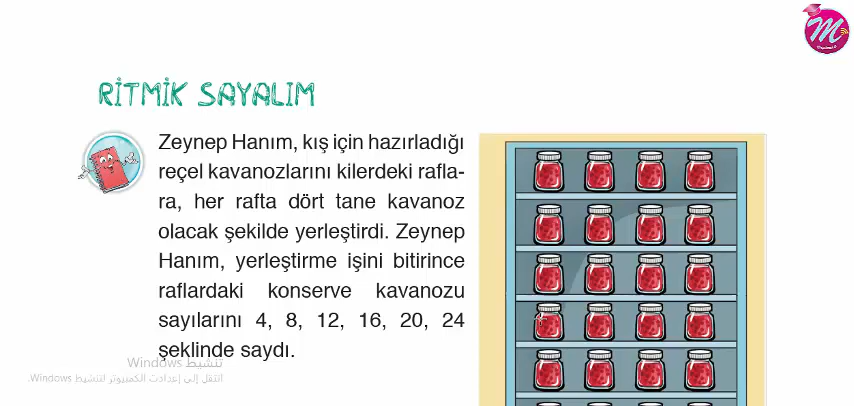 RİTMİK SAYALIM
Zeynep Hanım, kış için hazırladığı
reçel kavanozlarını kilerdeki rafla-
ra, her rafta dört tane kavanoz
olacak şekilde yerleştirdi. Zeynep
Hanım, yerleştirme işini bitirince
raflardaki konserve kavanozu
sayılarını 4, 8, 12, 16, 20, 24
şeklinde saydı.
تنشيط Windows
انتقل إلى إعدادات الكمبيوتر لتنشيط Windows.